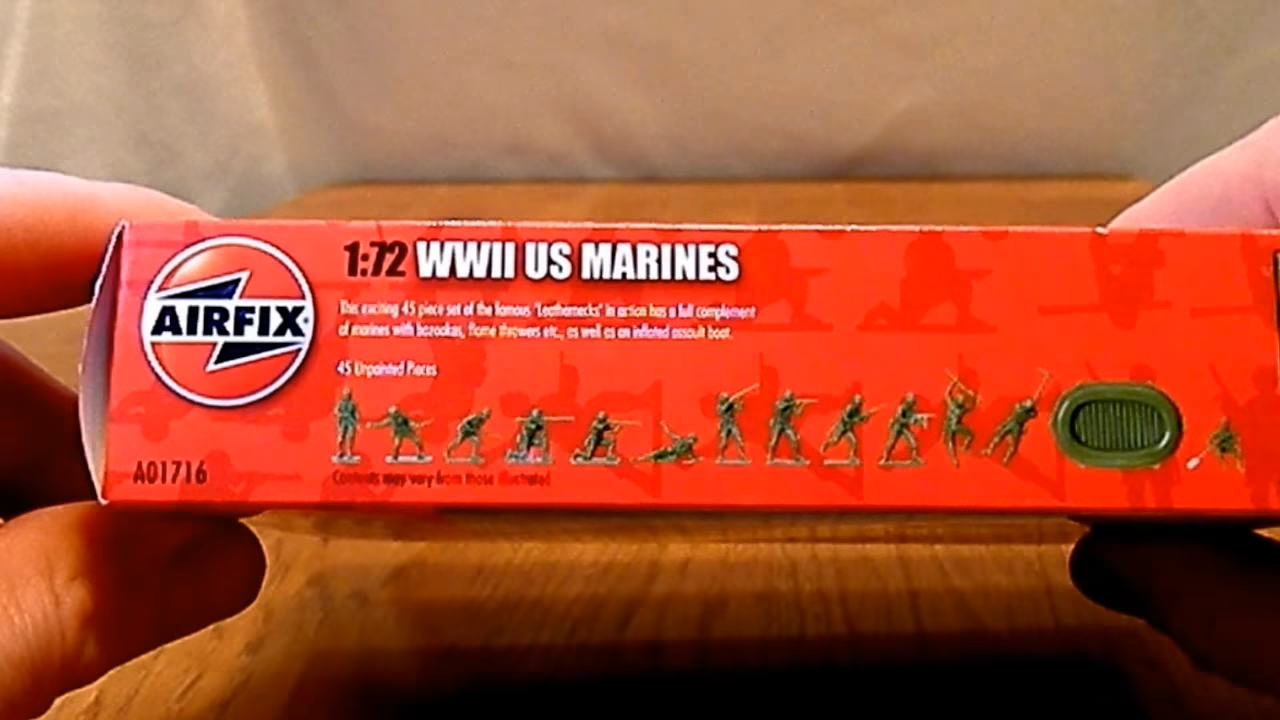 1:72 WWII US MARINES
AIRFIX
This exciting 45 piece set of the famous "Leathernecks" in action has a full complement
of marines with bazookas, flame throwers etc., as well as an inflated assault boat.
45 Unpainted Pieces
A01716
Contents may vary from those illustrated